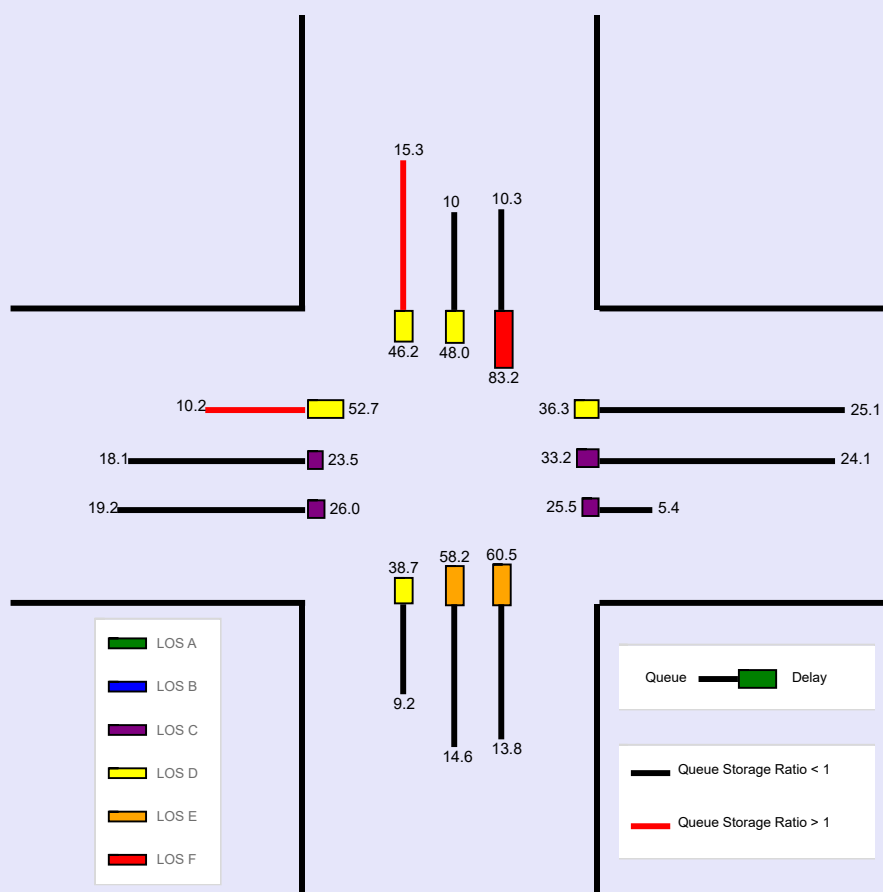 15.3
10
10.3
46.2
48.0
83.2
10.2
52.7
36.3
25.1
18.1
23.5
33.2
24.1
19.2
26.0
25.5
5.4
38.7
58.2
60.5
9.2
14.6
13.8
LOS A
LOS B
LOS C
LOS D
LOS E
LOS F
Queue
Delay
Queue Storage Ratio < 1
Queue Storage Ratio > 1